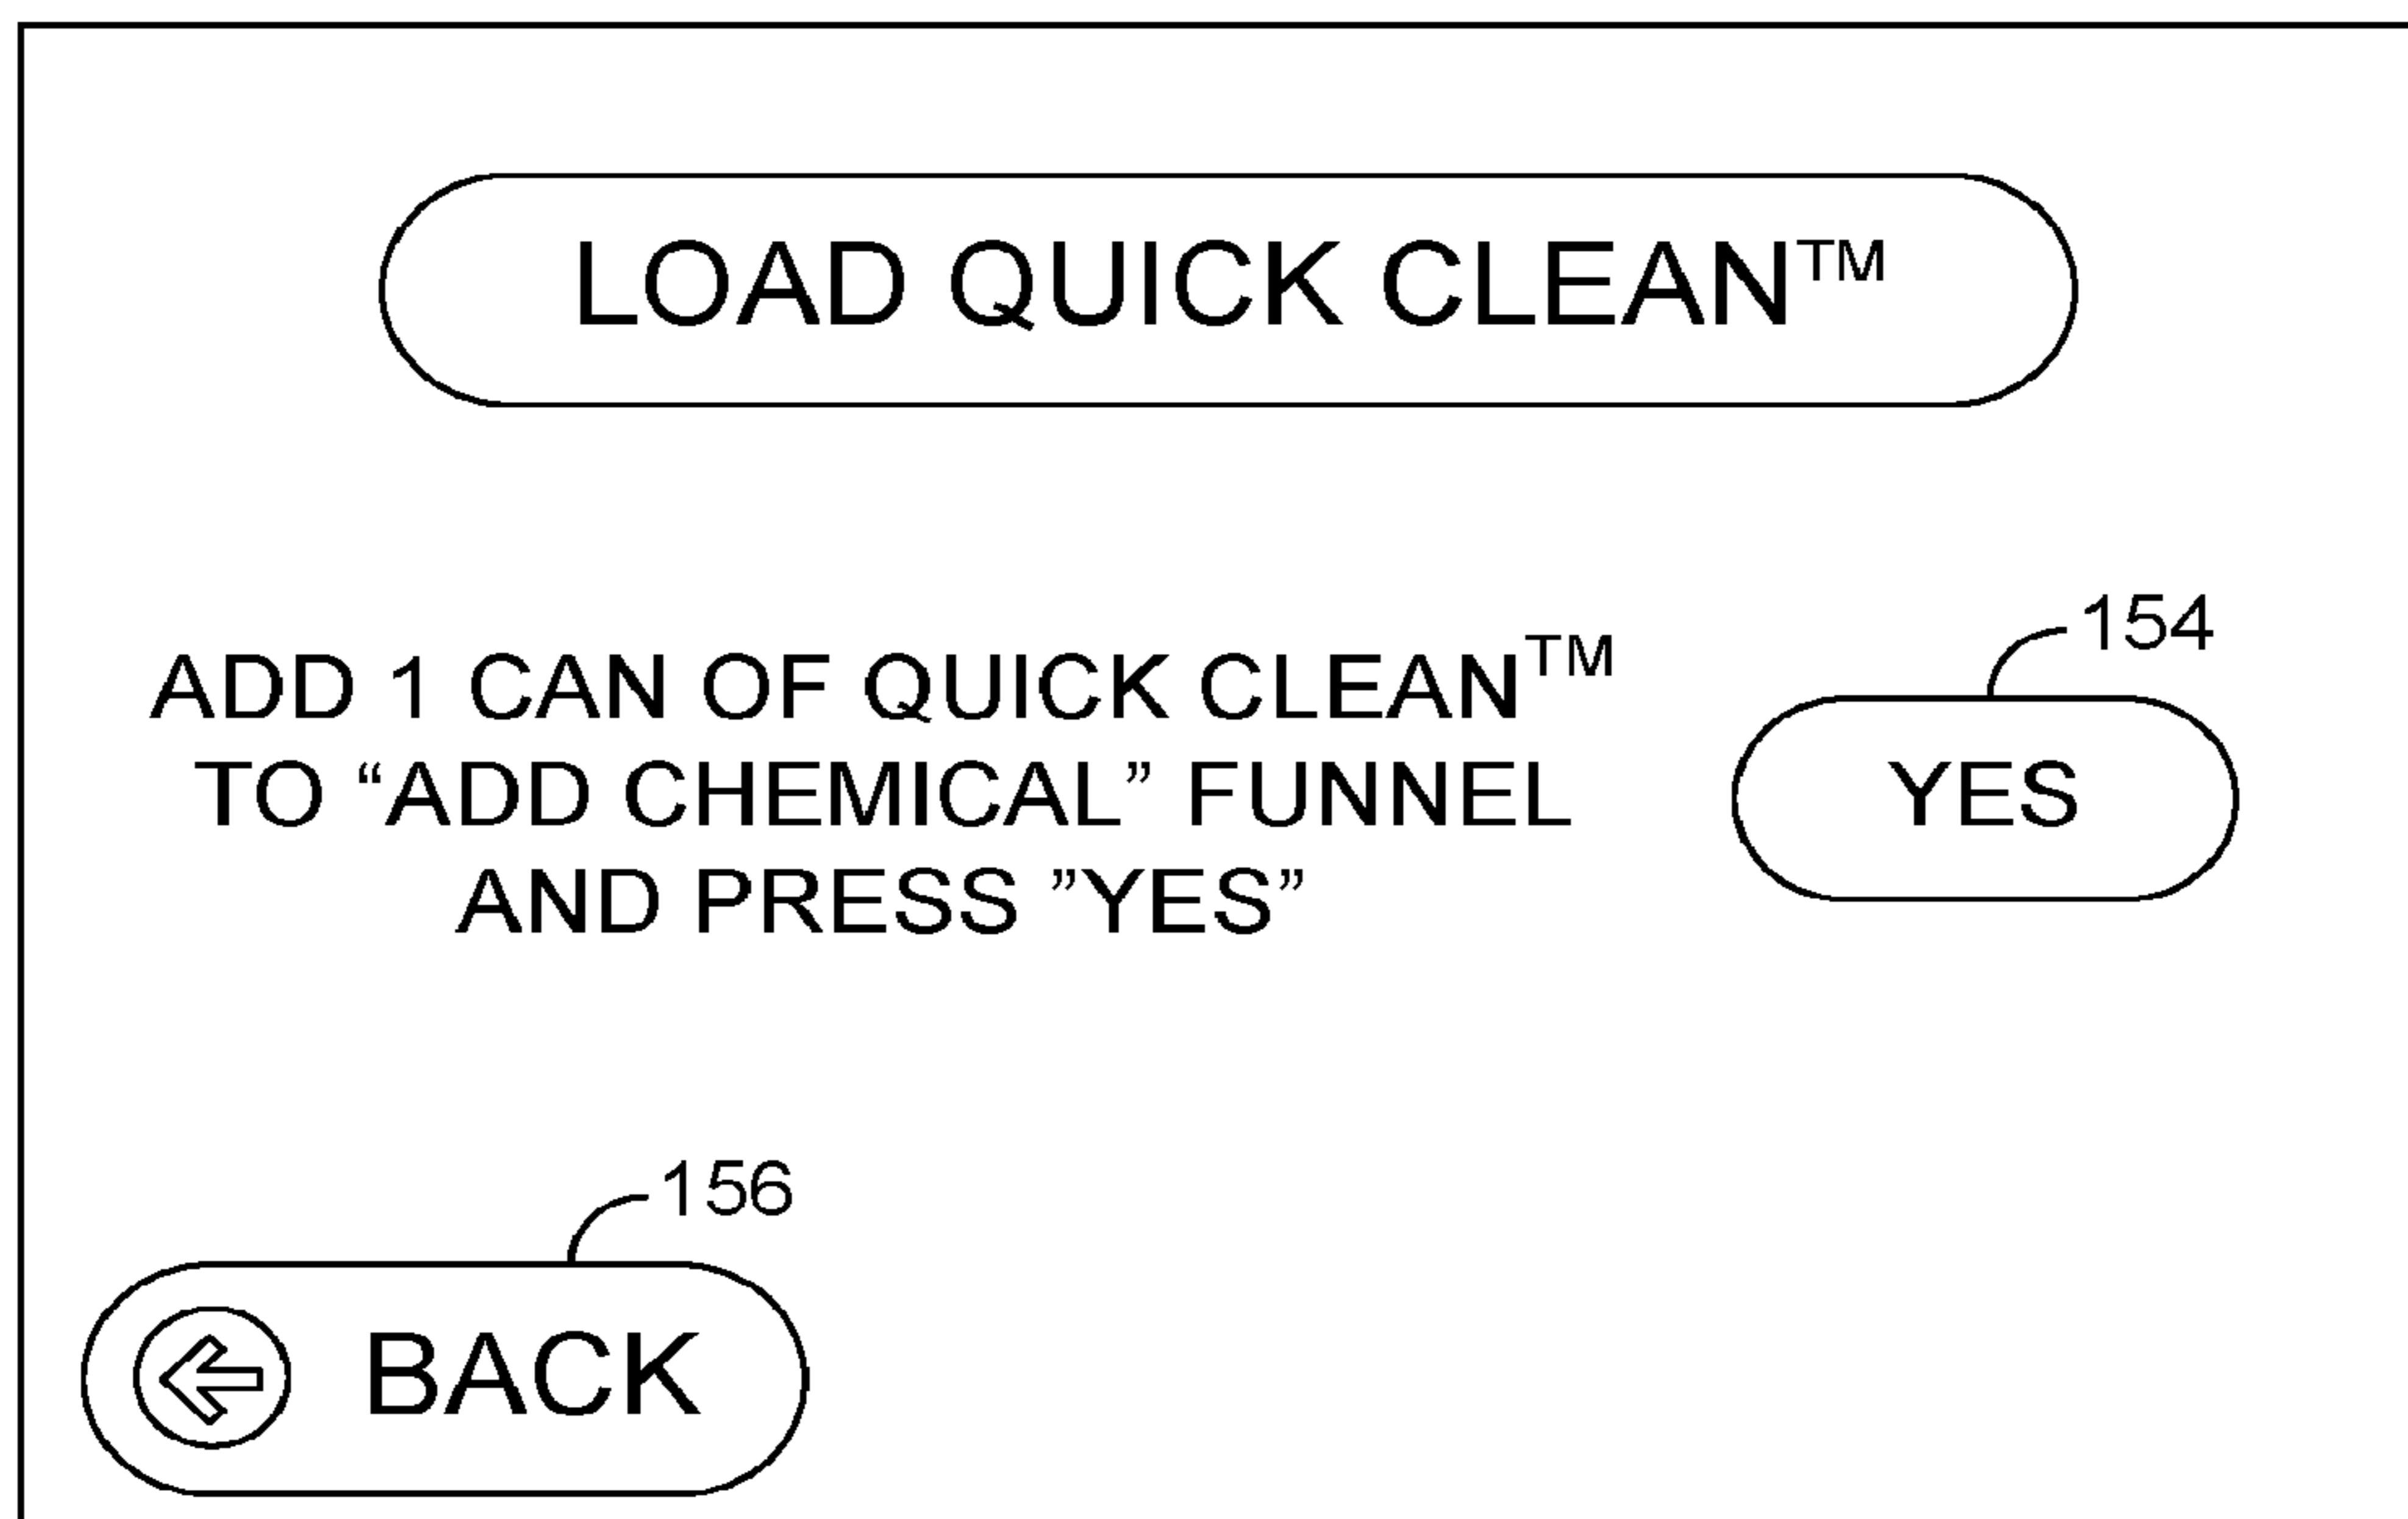 LOAD QUICK CLEAN™
154
ADD 1 CAN OF QUICK CLEAN™
TO “ADD CHEMICAL” FUNNEL
AND PRESS ”YES”
YES
156
BACK